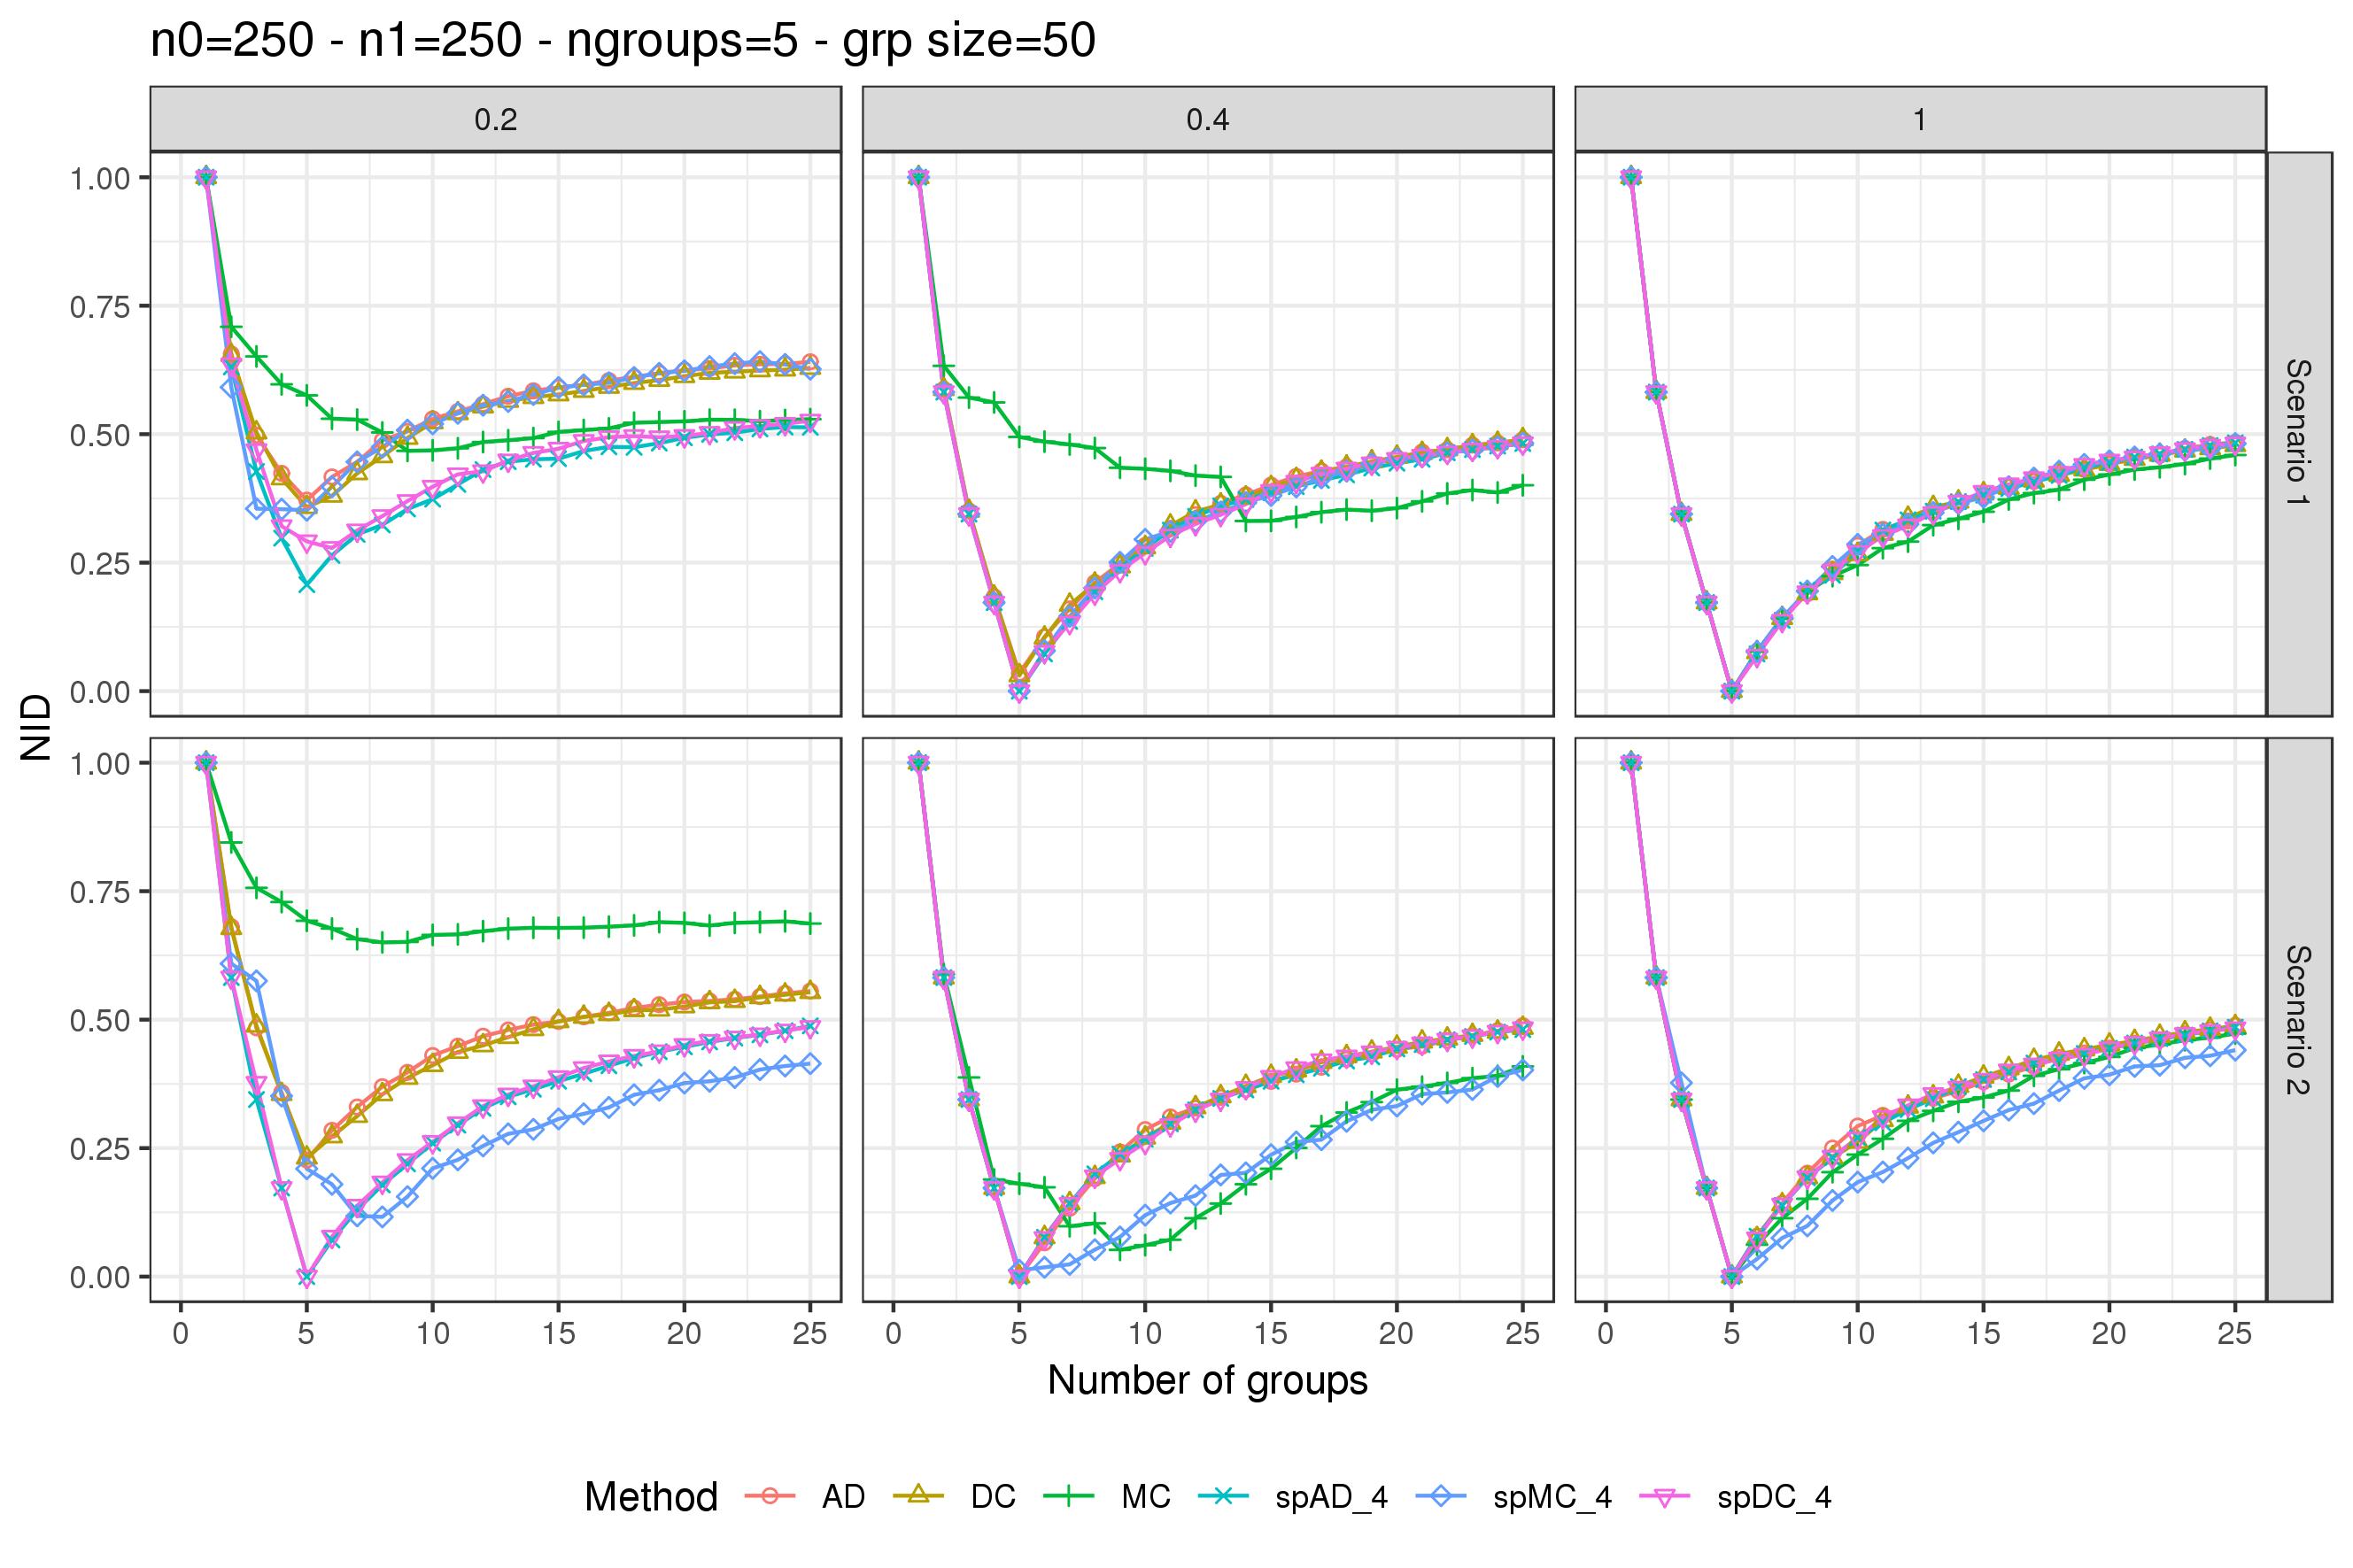 n0=250 - n1=250 - ngroups=5 - grp size=50
0.2 0.4 1
1.00
0.75
0.50
0.25
0.00
Scenario 1
NID
1.00
0.75
0.50
0.25
0.00
Scenario 2
0 5 10 15 20 25 0 5 10 15 20 25 0 5 10 15 20 25
Number of groups
Method AD DC MC spAD_4 spMC_4 spDC_4